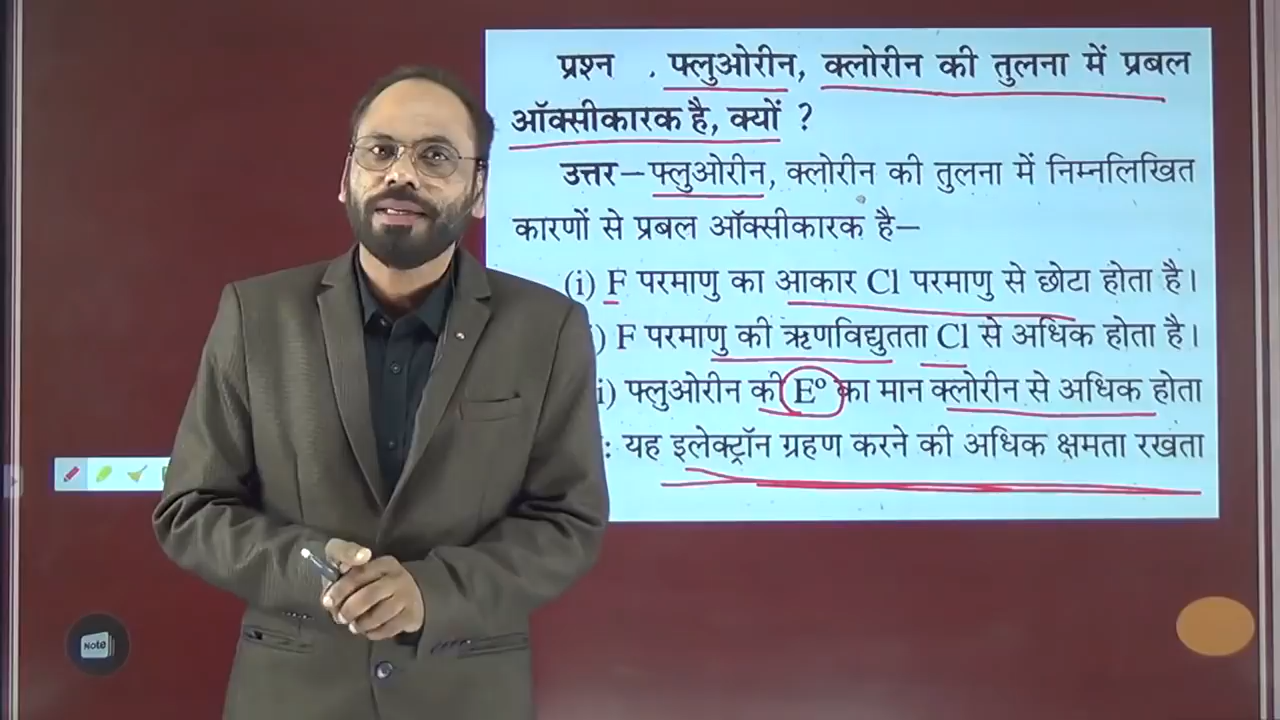 प्रश्न . फ्लुओरीन, क्लोरीन की तुलना में प्रबल
ऑक्सीकारक है, क्यों ?
उत्तर–फ्लुओरीन, क्लोरीन की तुलना में निम्नलिखित
कारणों से प्रबल ऑक्सीकारक है–
(i) F परमाणु का आकार Cl परमाणु से छोटा होता है।
) F परमाणु की ऋणविद्युतता Cl से अधिक होता है।
i) फ्लुओरीन की E° का मान क्लोरीन से अधिक होता
: यह इलेक्ट्रॉन ग्रहण करने की अधिक क्षमता रखता
Note